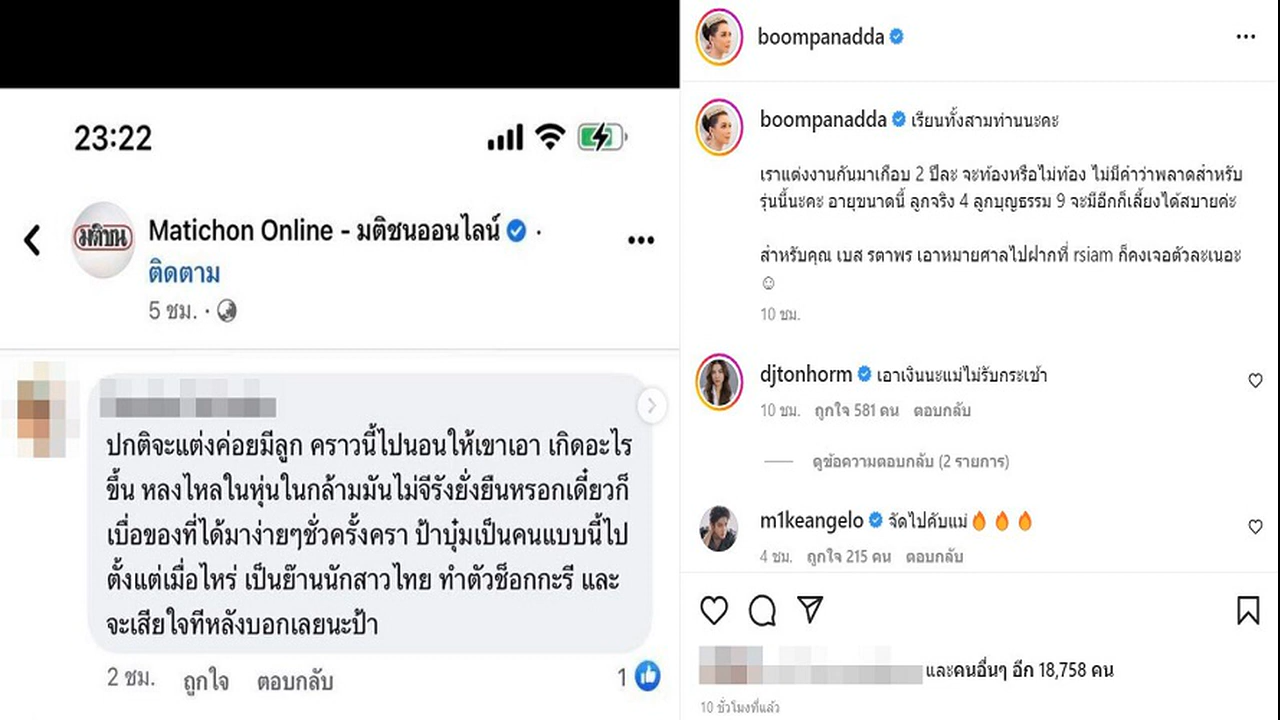 23:22
มติชน
Matichon Online - มติชนออนไลน์ ·
ติดตาม
5 ชม. ·
ปกติจะแต่งค่อยมีลูก คราวนี้ไปนอนให้เขาเอา เกิดอะไร
ขึ้น หลงไหลในหุ่นในกล้ามมันไม่จีรังยั่งยืนหรอกเดี๋ยวก็
เบื่อของที่ได้มาง่ายๆชั่วครั้งครา ป้าบุ๋มเป็นคนแบบนี้ไป
ตั้งแต่เมื่อไหร่ เป็นย๊านนักสาวไทย ทำตัวช็อกกะรี และ
จะเสียใจทีหลังบอกเลยนะป้า
2 ชม. ถูกใจ ตอบกลับ 1
boompanadda
boompanadda เรียนทั้งสามท่านนะคะ
เราแต่งงานกันมาเกือบ 2 ปีละ จะท้องหรือไม่ท้อง ไม่มีคำว่าพลาดสำหรับ
รุ่นนี้นะคะ อายุขนาดนี้ ลูกจริง 4 ลูกบุญธรรม 9 จะมีอีกก็เลี้ยงได้สบายค่ะ
สำหรับคุณ เบส รตาพร เอาหมายศาลไปฝากที่ rsiam ก็คงเจอตัวละเนอะ
☺
10 ชม.
djtonhorm เอาเงินนะแม่ไม่รับกระเช้า
10 ชม. ถูกใจ 581 คน ตอบกลับ
ดูข้อความตอบกลับ (2 รายการ)
m1keangelo จัดไปคับแม่🔥🔥🔥
4 ชม. ถูกใจ 215 คน ตอบกลับ
และคนอื่นๆ อีก 18,758 คน
10 ชั่วโมงที่แล้ว